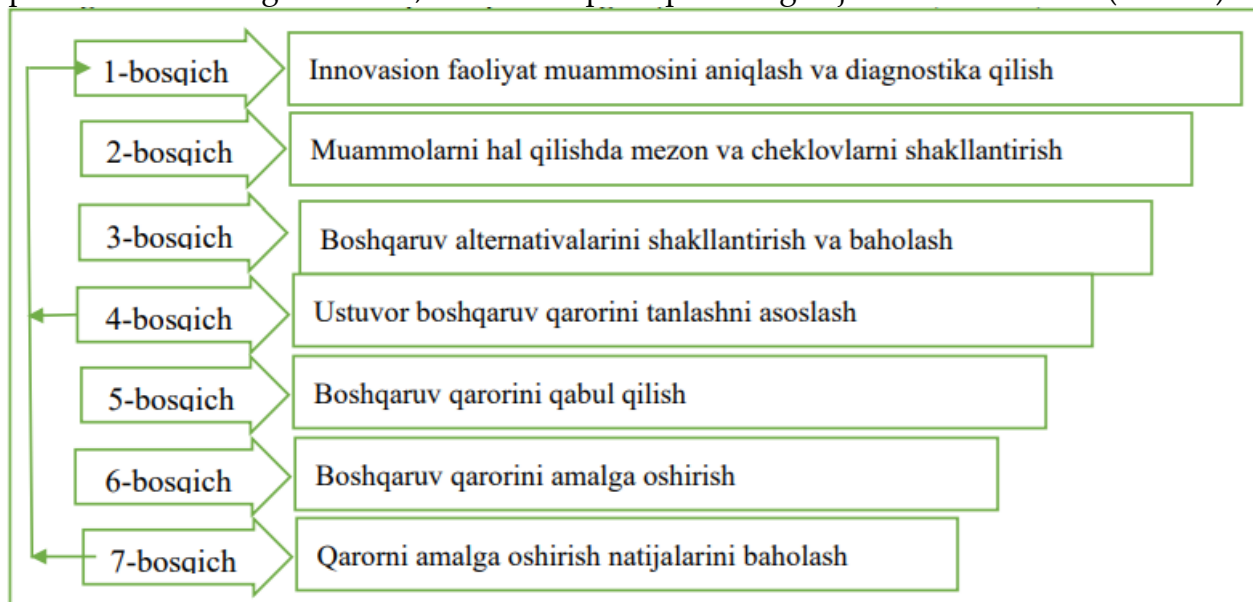 1-bosqich Innovasion faoliyat muammosini aniqlash va diagnostika qilish
2-bosqich Muammolarni hal qilishda mezon va cheklovlarni shakllantirish
3-bosqich Boshqaruv alternativalarini shakllantirish va baholash
4-bosqich Ustuvor boshqaruv qarorini tanlashni asoslash
5-bosqich Boshqaruv qarorini qabul qilish
6-bosqich Boshqaruv qarorini amalga oshirish
7-bosqich Qarorni amalga oshirish natijalarini baholash